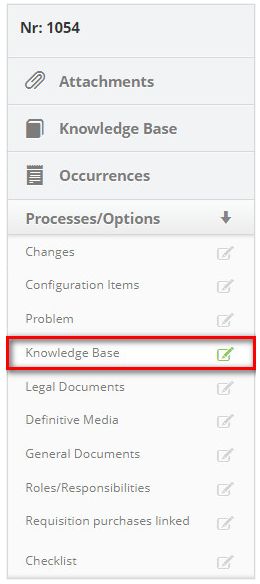 Nr: 1054
Attachments
Knowledge Base
Occurrences
Processes/Options
Changes
Configuration Items
Problem
Knowledge Base
Legal Documents
Definitive Media
General Documents
Roles/Responsibilities
Requisition purchases linked
Checklist